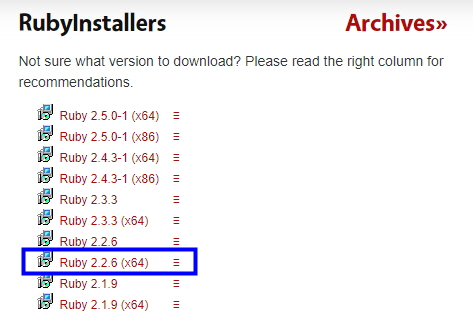 RubyInstallers Archives»
Not sure what version to download? Please read the right column for
recommendations.
Ruby 2.5.0-1 (x64)
Ruby 2.5.0-1 (x86)
Ruby 2.4.3-1 (x64)
Ruby 2.4.3-1 (x86)
Ruby 2.3.3
Ruby 2.3.3 (x64)
Ruby 2.2.6
Ruby 2.2.6 (x64)
Ruby 2.1.9
Ruby 2.1.9 (x64)